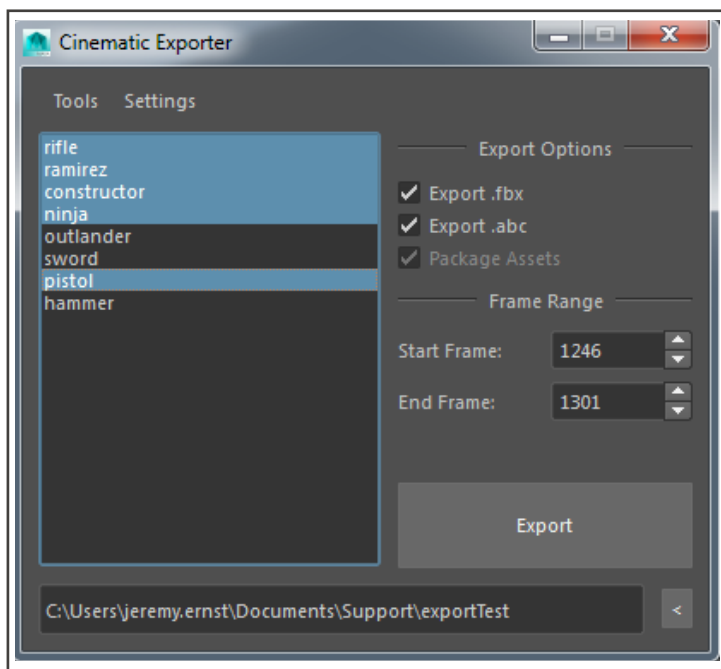 Cinematic Exporter
Tools Settings
rifle
ramirez
constructor
ninja
outlander
sword
pistol
hammer
Export Options
Export .fbx
Export .abc
Package Assets
Frame Range
Start Frame: 1246
End Frame: 1301
Export
C:\Users\jeremy.ernst\Documents\Support\exportTest
<